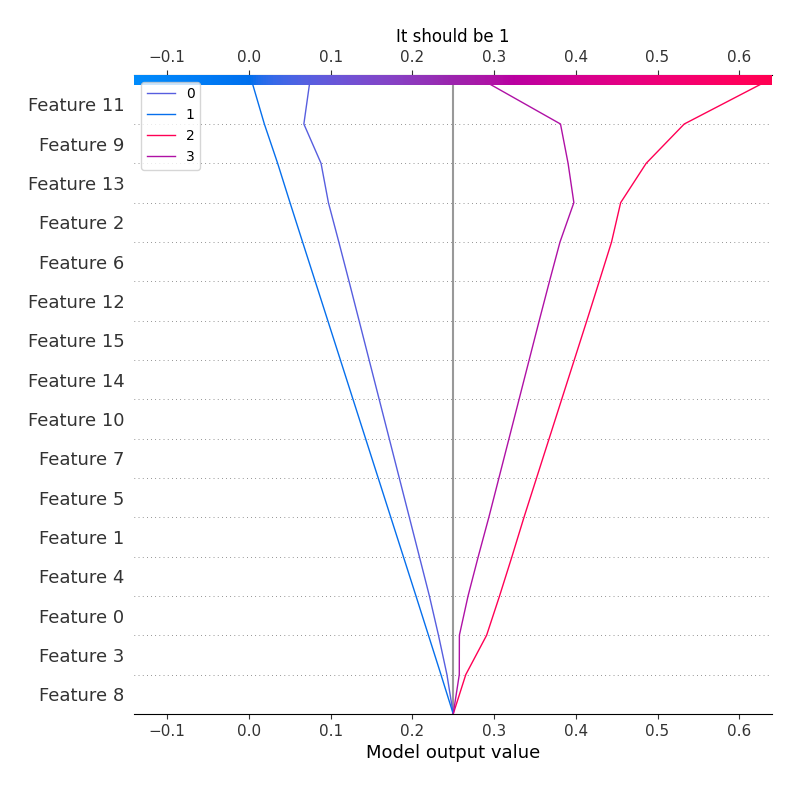 It should be 1
−0.1 0.0 0.1 0.2 0.3 0.4 0.5 0.6
0
1
2
3
Feature 11
Feature 9
Feature 13
Feature 2
Feature 6
Feature 12
Feature 15
Feature 14
Feature 10
Feature 7
Feature 5
Feature 1
Feature 4
Feature 0
Feature 3
Feature 8
−0.1 0.0 0.1 0.2 0.3 0.4 0.5 0.6
Model output value